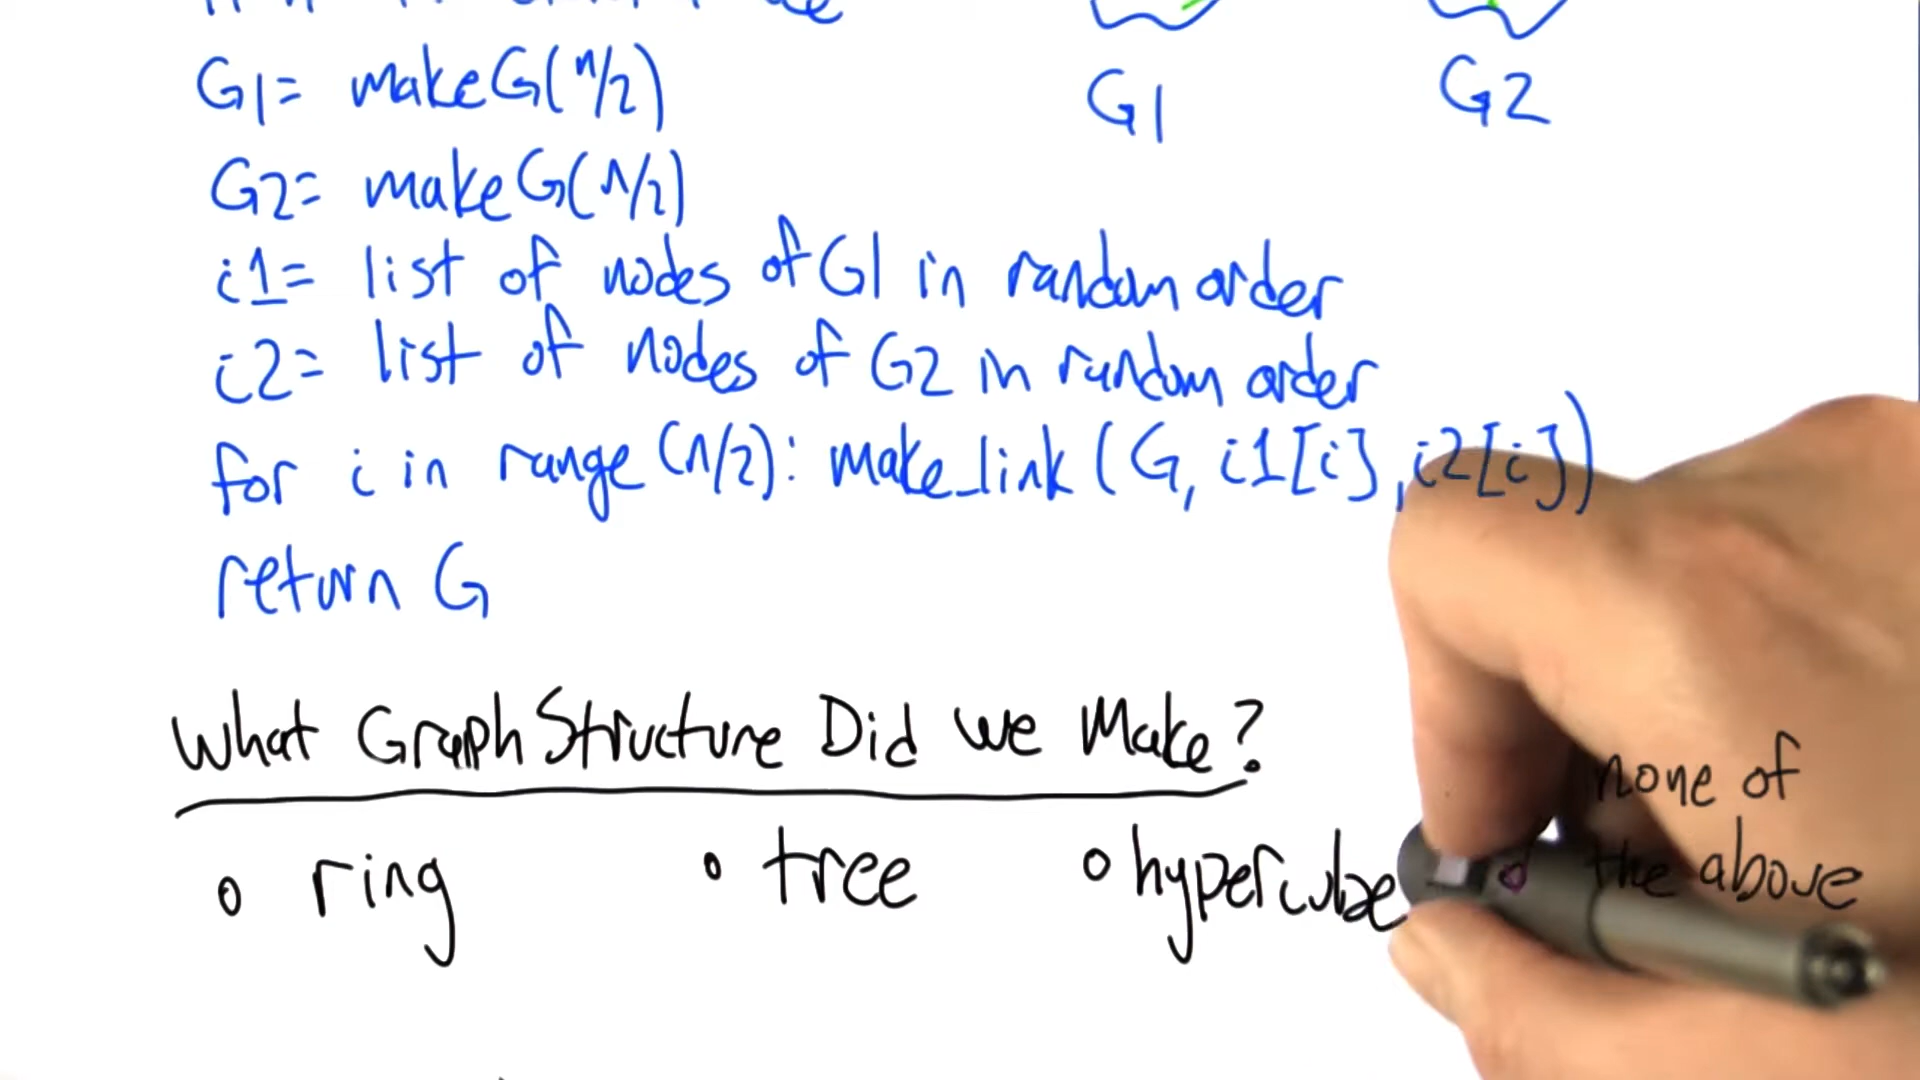 G1= makeG(n/2)
G1 G2
G2= makeG(n/2)
i1= list of nodes of G1 in random order
i2= list of nodes of G2 in random order
for i in range(n/2): make_link(G, i1[i], i2[i])
return G
What Graph Structure Did We Make?
none of
ring tree hypercube the above